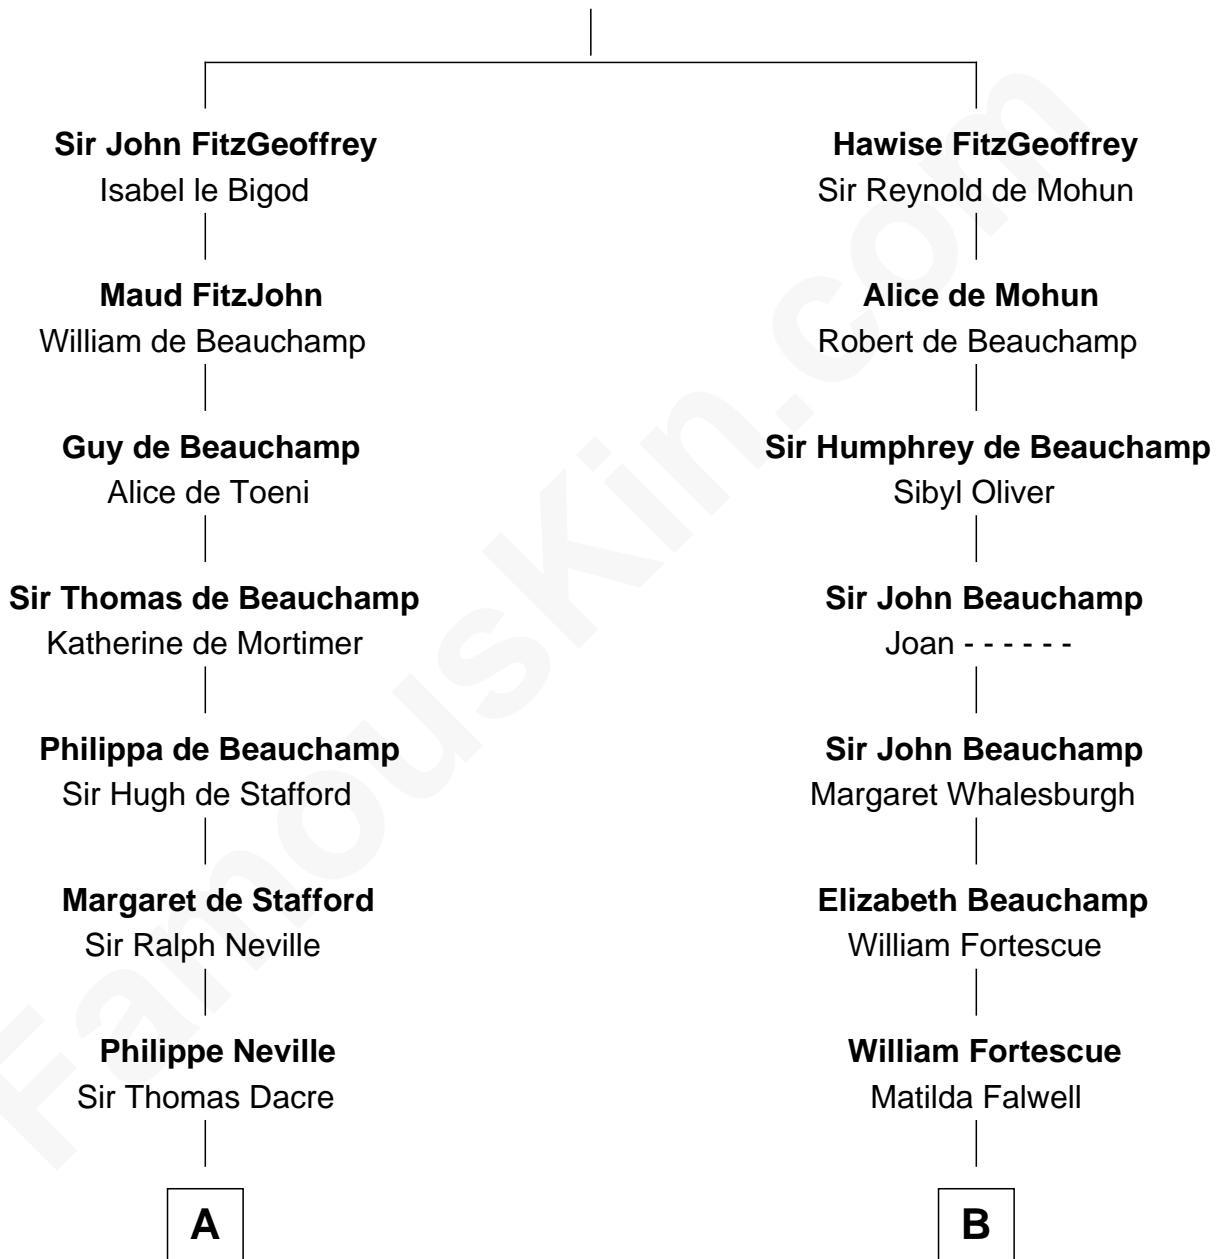 Sir John FitzGeoffrey
Isabel le Bigod
Maud FitzJohn
William de Beauchamp
Guy de Beauchamp
Alice de Toeni
Sir Thomas de Beauchamp
Katherine de Mortimer
Philippa de Beauchamp
Sir Hugh de Stafford
Margaret de Stafford
Sir Ralph Neville
Philippe Neville
Sir Thomas Dacre
A
Hawise FitzGeoffrey
Sir Reynold de Mohun
Alice de Mohun
Robert de Beauchamp
Sir Humphrey de Beauchamp
Sibyl Oliver
Sir John Beauchamp
Joan - - - - - -
Sir John Beauchamp
Margaret Whalesburgh
Elizabeth Beauchamp
William Fortescue
William Fortescue
Matilda Falwell
B
FamousKin.com